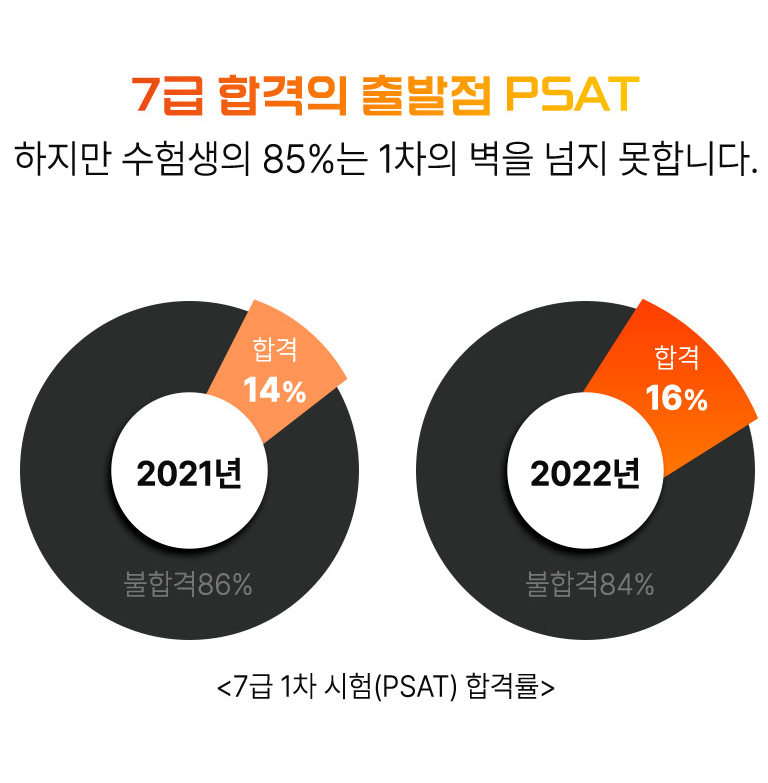 7급 합격의 출발점 PSAT
하지만 수험생의 85%는 1차의 벽을 넘지 못합니다.
합격
14%
2021년
불합격86%
합격
16%
2022년
불합격84%
<7급 1차 시험(PSAT) 합격률>